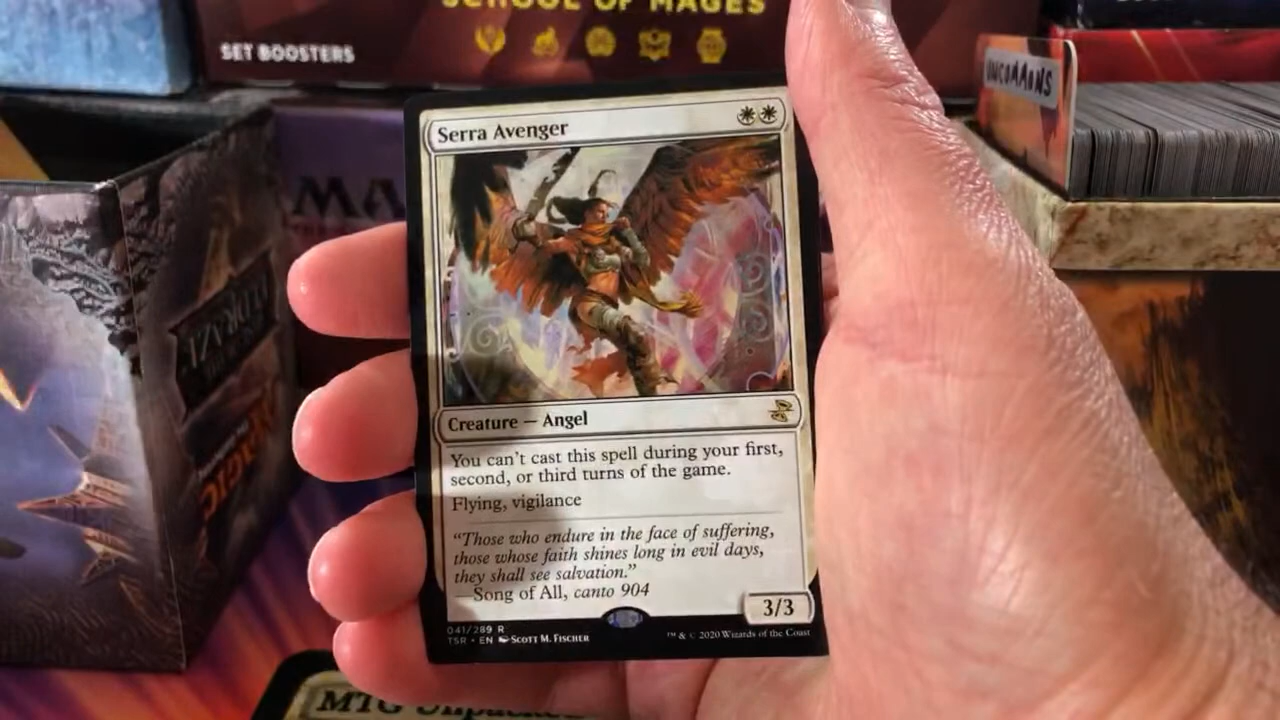 SCHOOL OF MAGES
SET BOOSTERS
UNCOMMONS
MA
Serra Avenger
Creature — Angel
You can't cast this spell during your first,
second, or third turns of the game.
Flying, vigilance
"Those who endure in the face of suffering,
those whose faith shines long in evil days,
they shall see salvation."
—Song of All, canto 904
3/3
041/289 R
TSR • EN Scott M. Fischer
™ & © 2020 Wizards of the Coast
ELDRAZI
MAGIC
MTG